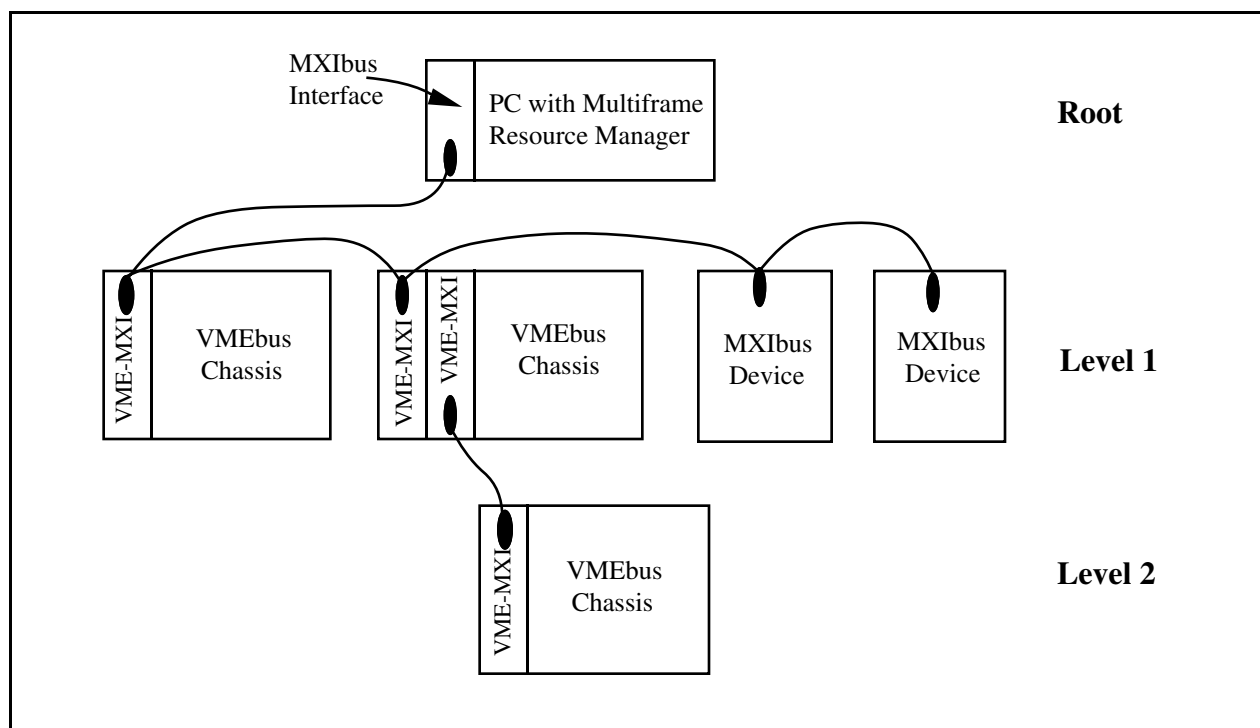 MXIbus
Interface
PC with Multiframe
Resource Manager
Root
VME-MXI
VMEbus
Chassis
VME-MXI
VME-MXI
VMEbus
Chassis
MXIbus
Device
MXIbus
Device
Level 1
VME-MXI
VMEbus
Chassis
Level 2